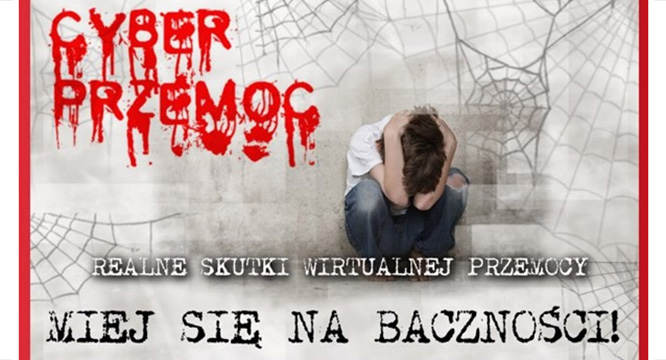 CYBER
PRZEMOC
REALNE SKUTKI WIRTUALNEJ PRZEMOCY
MIEJ SIĘ NA BACZNOŚCI!